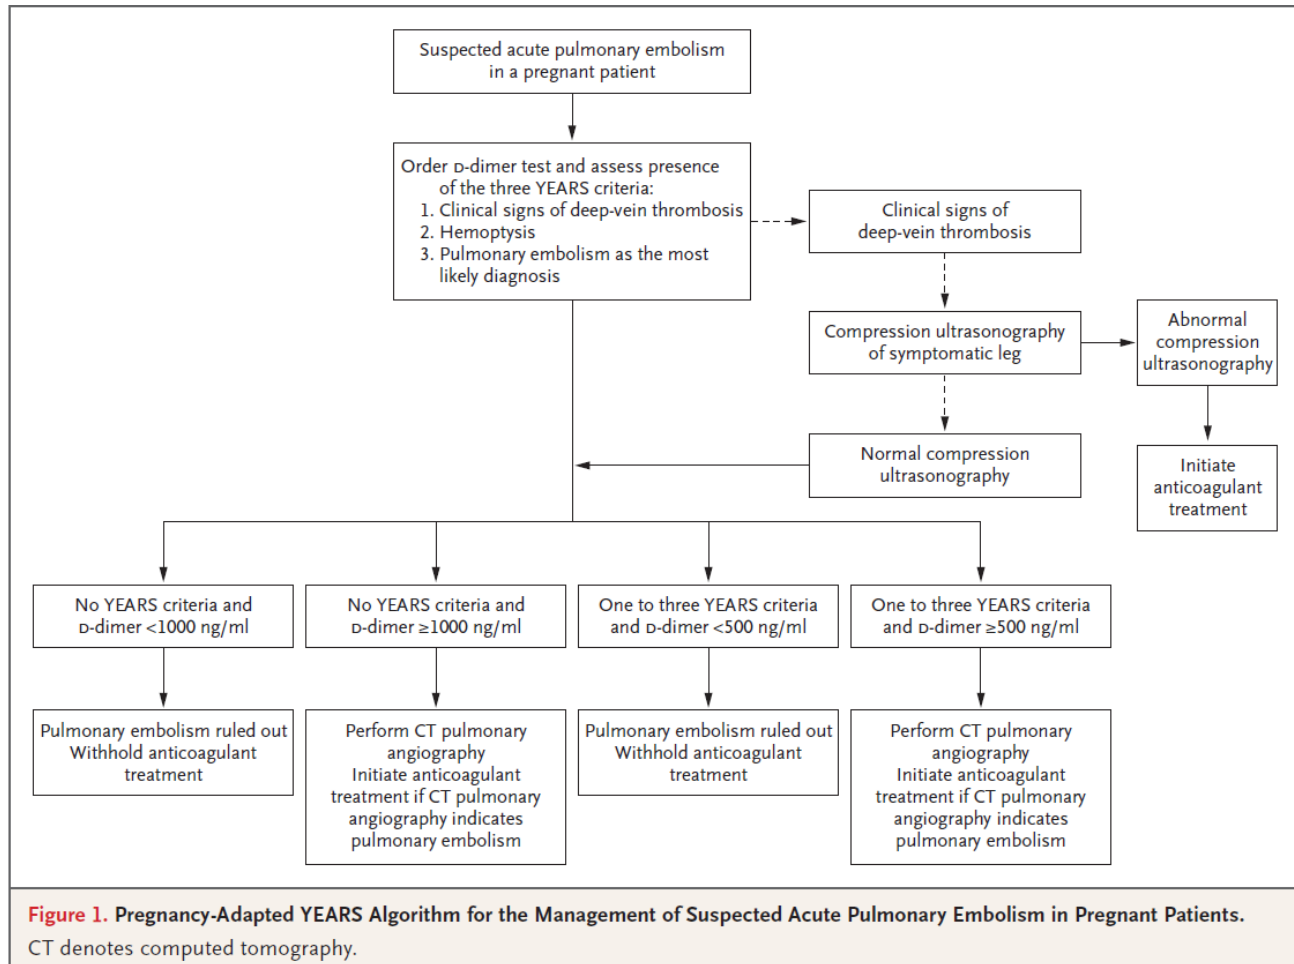 Suspected acute pulmonary embolism
in a pregnant patient
Order D-dimer test and assess presence
of the three YEARS criteria:
1. Clinical signs of deep-vein thrombosis
2. Hemoptysis
3. Pulmonary embolism as the most
likely diagnosis
Clinical signs of
deep-vein thrombosis
Compression ultrasonography
of symptomatic leg
Abnormal
compression
ultrasonography
Normal compression
ultrasonography
Initiate
anticoagulant
treatment
No YEARS criteria and
D-dimer <1000 ng/ml
No YEARS criteria and
D-dimer ≥1000 ng/ml
One to three YEARS criteria
and D-dimer <500 ng/ml
One to three YEARS criteria
and D-dimer ≥500 ng/ml
Pulmonary embolism ruled out
Withhold anticoagulant
treatment
Perform CT pulmonary
angiography
Initiate anticoagulant
treatment if CT pulmonary
angiography indicates
pulmonary embolism
Pulmonary embolism ruled out
Withhold anticoagulant
treatment
Perform CT pulmonary
angiography
Initiate anticoagulant
treatment if CT pulmonary
angiography indicates
pulmonary embolism
Figure 1. Pregnancy-Adapted YEARS Algorithm for the Management of Suspected Acute Pulmonary Embolism in Pregnant Patients.
CT denotes computed tomography.